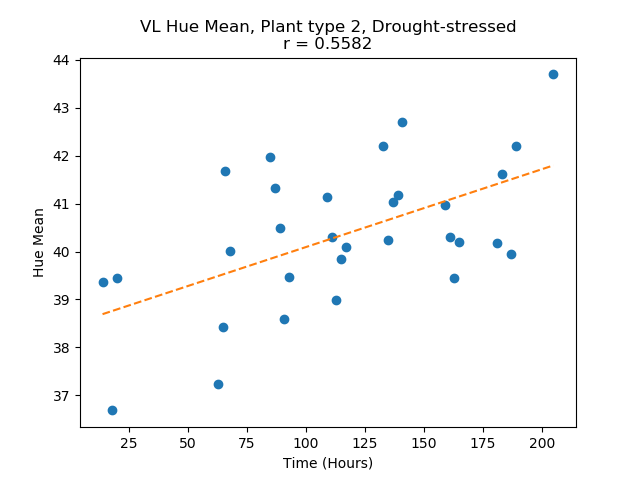 VL Hue Mean, Plant type 2, Drought-stressed
r = 0.5582
44
43
42
41
40
39
38
37
Hue Mean
25 50 75 100 125 150 175 200
Time (Hours)